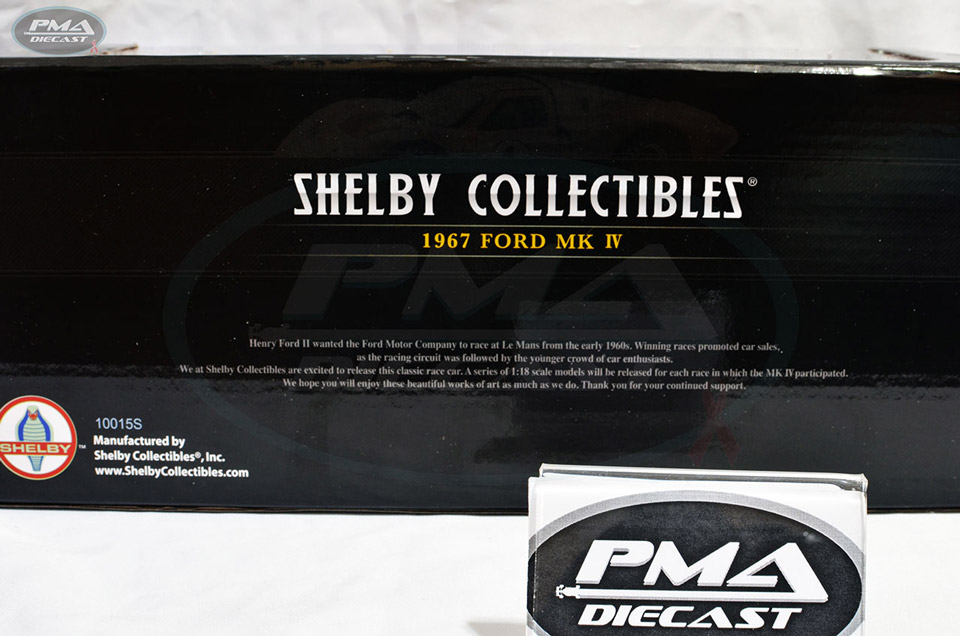 PMA
DIECAST
SHELBY COLLECTIBLES®
1967 FORD MK IV
PMA
Henry Ford II wanted the Ford Motor Company to race at Le Mans from the early 1960s. Winning races promoted car sales,
as the racing circuit was followed by the younger crowd of car enthusiasts.
We at Shelby Collectibles are excited to release this classic race car. A series of 1:18 scale models will be released for each race in which the MK IV participated.
We hope you will enjoy these beautiful works of art as much as we do. Thank you for your continued support.
SHELBY™
10015S
Manufactured by
Shelby Collectibles®, Inc.
www.ShelbyCollectibles.com
PMA
DIECAST